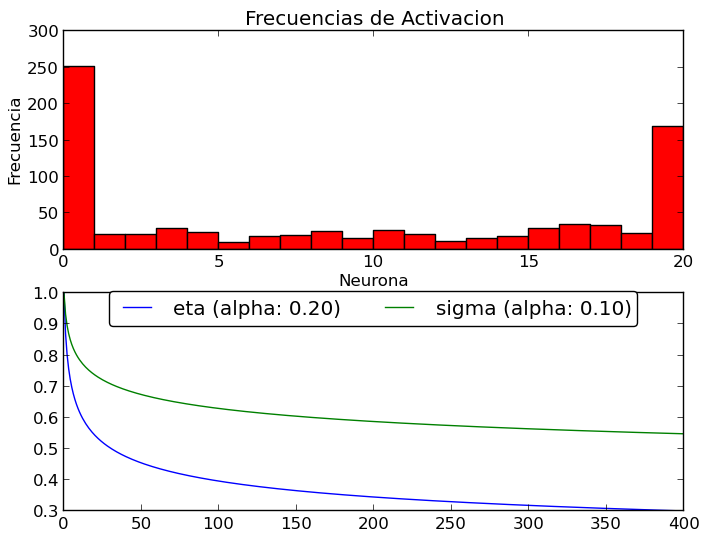 Frecuencias de Activacion
300
250
200
150
100
50
0
Frecuencia
0 5 10 15 20
Neurona
eta (alpha: 0.20) sigma (alpha: 0.10)
1.0
0.9
0.8
0.7
0.6
0.5
0.4
0.3
0 50 100 150 200 250 300 350 400